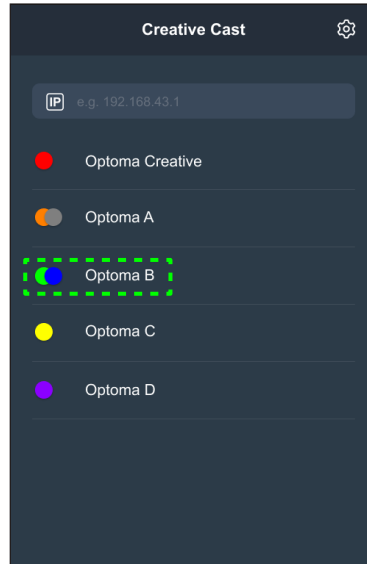 Creative Cast
IP e.g. 192.168.43.1
Optoma Creative
Optoma A
Optoma B
Optoma C
Optoma D